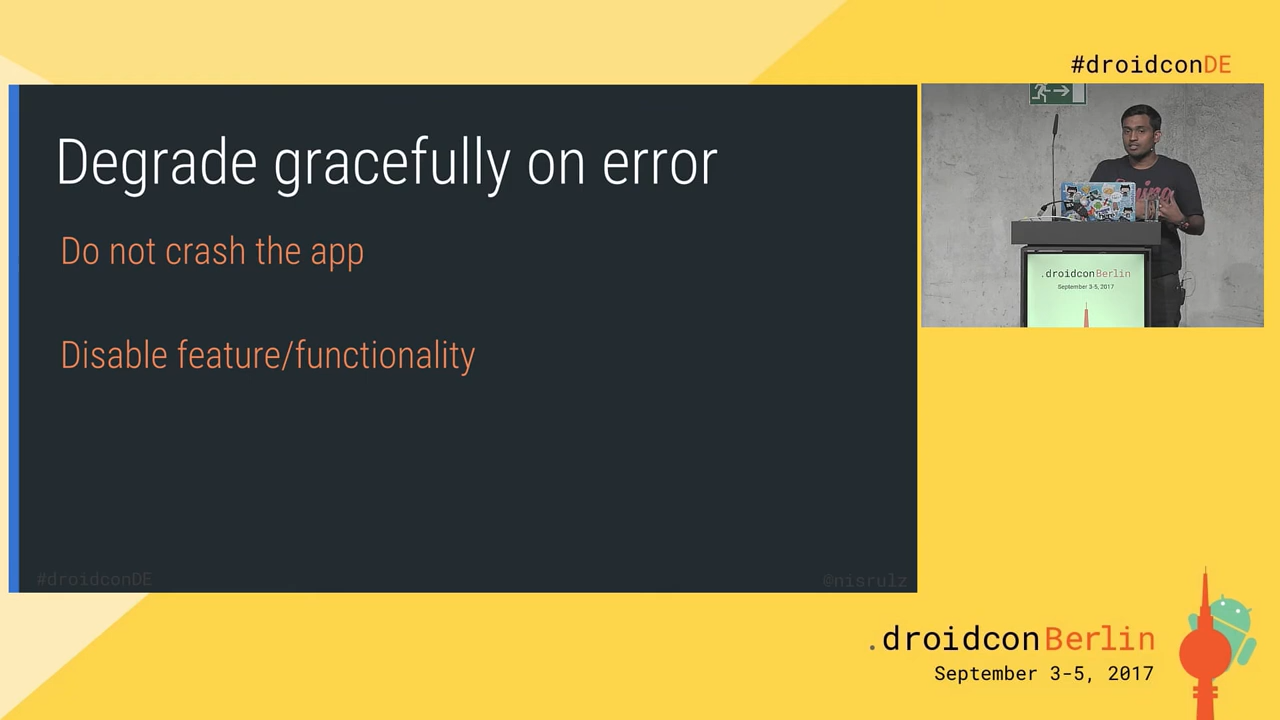 #droidconDE
Degrade gracefully on error
Do not crash the app
Disable feature/functionality
#droidconDE
@nisrulz
.droidconBerlin
September 3-5, 2017
.droidconBerlin
September 3-5, 2017